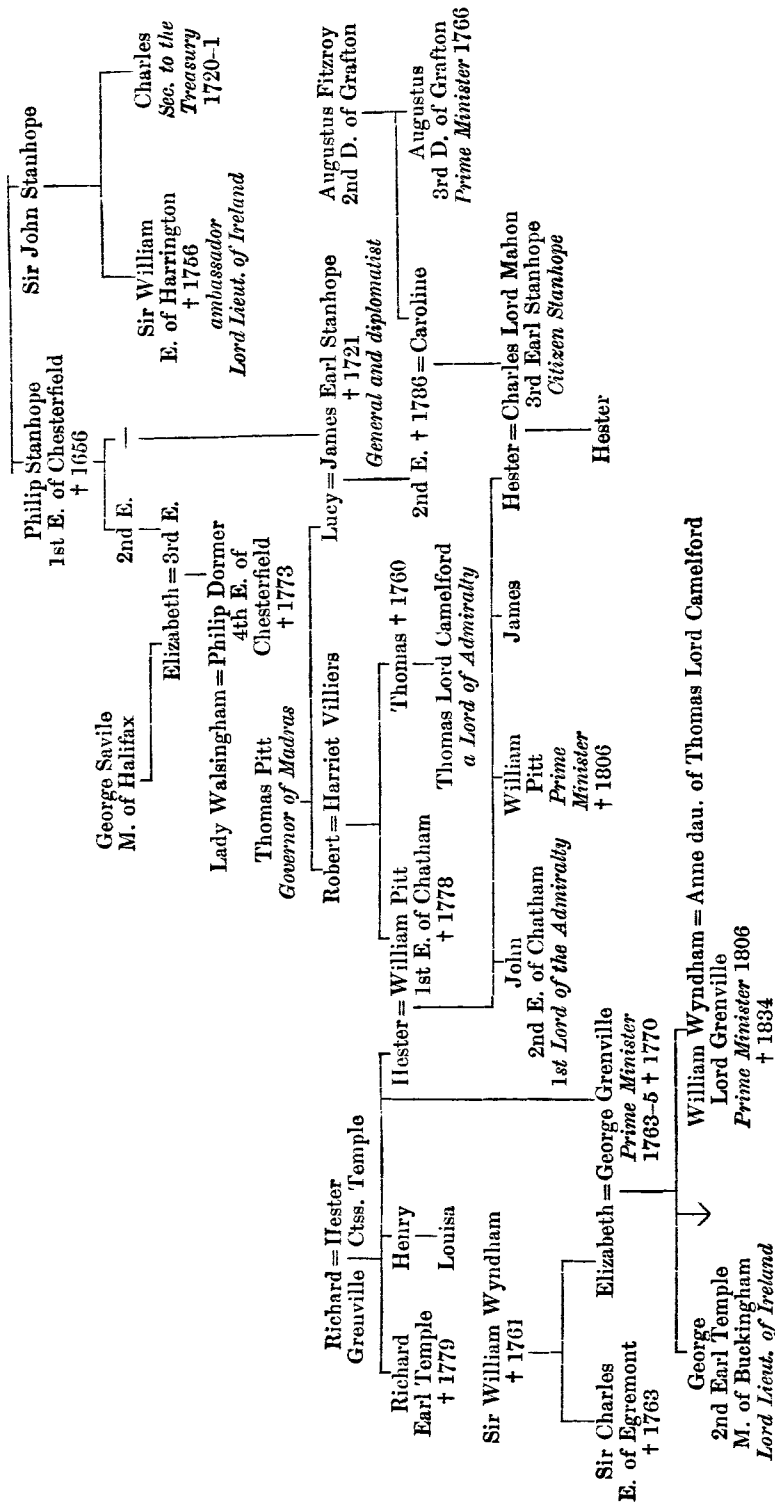 Philip Stanhope
1st E. of Chesterfield
† 1656
Sir John Stanhope
2nd E.
Sir William
E. of Harrington
† 1756
ambassador
Lord Lieut. of Ireland
Charles
Sec. to the
Treasury
1720–1
George Savile
M. of Halifax
Elizabeth = 3rd E.
Lady Walsingham = Philip Dormer
4th E. of
Chesterfield
† 1773
Thomas Pitt
Governor of Madras
Robert = Harriet Villiers
Lucy = James Earl Stanhope
† 1721
General and diplomatist
Augustus Fitzroy
2nd D. of Grafton
Richard = Hester
Grenville Ctss. Temple
Hester = William Pitt
1st E. of Chatham
† 1778
Thomas † 1760
Thomas Lord Camelford
a Lord of Admiralty
2nd E. † 1786 = Caroline
Augustus
3rd D. of Grafton
Prime Minister 1766
Richard
Earl Temple
† 1779
Henry
Louisa
John
2nd E. of Chatham
1st Lord of the Admiralty
William
Pitt Prime
Minister
† 1806
James
Hester = Charles Lord Mahon
3rd Earl Stanhope
Citizen Stanhope
Hester
Sir William Wyndham
† 1761
Sir Charles
E. of Egremont
† 1763
Elizabeth = George Grenville
Prime Minister
1763–5 † 1770
George
2nd Earl Temple
M. of Buckingham
Lord Lieut. of Ireland
William Wyndham = Anne dau. of Thomas Lord Camelford
Lord Grenville
Prime Minister 1806
† 1834